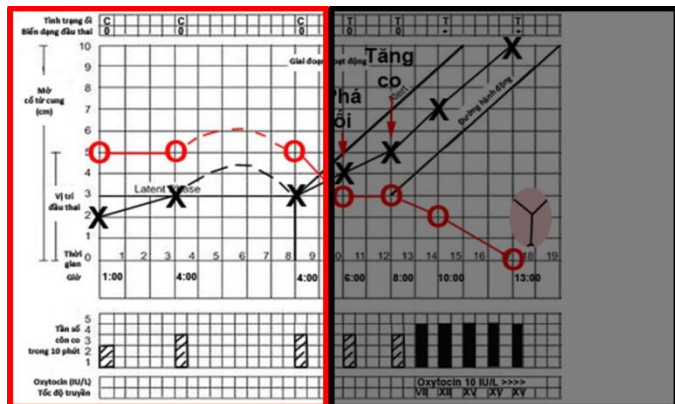 Tình trạng ối C C C T T T T
Biến dạng đầu thai 0 0 0 0 0 - -
10
Giai đoạn hoạt động Tăng
co
9
Mở
cổ tử cung
(cm)
8
Phá
ối
Đường hành động
7
6
5
4
Vị trí
đầu thai
3
Latent Phase
2
1
Thời
gian 0 1 2 3 4 5 6 7 8 9 10 11 12 13 14 15 16 17 18 19
Giờ 1:00 4:00 4:00 6:00 8:00 10:00 13:00
5
Tần số
cơn co
trong 10 phút
4
3
2
1
Oxytocin (IU/L) Oxytocin 10 IU/L >>>>
Tốc độ truyền VII XII XV XV XV